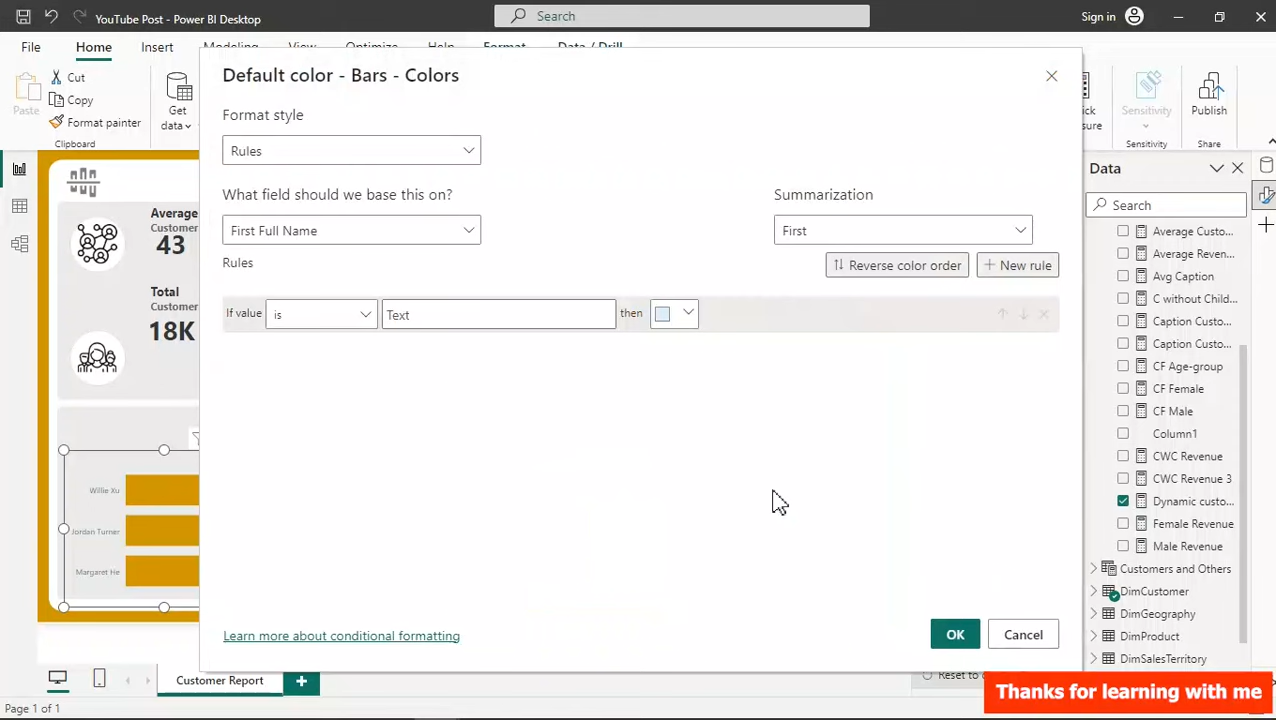 YouTube Post - Power BI Desktop
Search
Sign in
File
Home
Insert
Modeling
View
Optimize
Help
Format
Data / Drill
Paste
Cut
Copy
Format painter
Clipboard
Get
data
Sensitivity
Sensitivity
Publish
Share
Default color - Bars - Colors
Format style
Rules
What field should we base this on?
Summarization
First Full Name
First
Rules
Reverse color order
New rule
If value
is
Text
then
Learn more about conditional formatting
OK
Cancel
Average
Customer
43
Total
Customer
18K
Willie Xu
Jordan Turner
Margaret He
Data
Search
Average Custo...
Average Reven...
Avg Caption
C without Child...
Caption Custo...
Caption Custo...
CF Age-group
CF Female
CF Male
Column1
CWC Revenue
CWC Revenue 3
Dynamic custo...
Female Revenue
Male Revenue
Customers and Others
DimCustomer
DimGeography
DimProduct
DimSalesTerritory
Customer Report
Reset to
Page 1 of 1
Thanks for learning with me